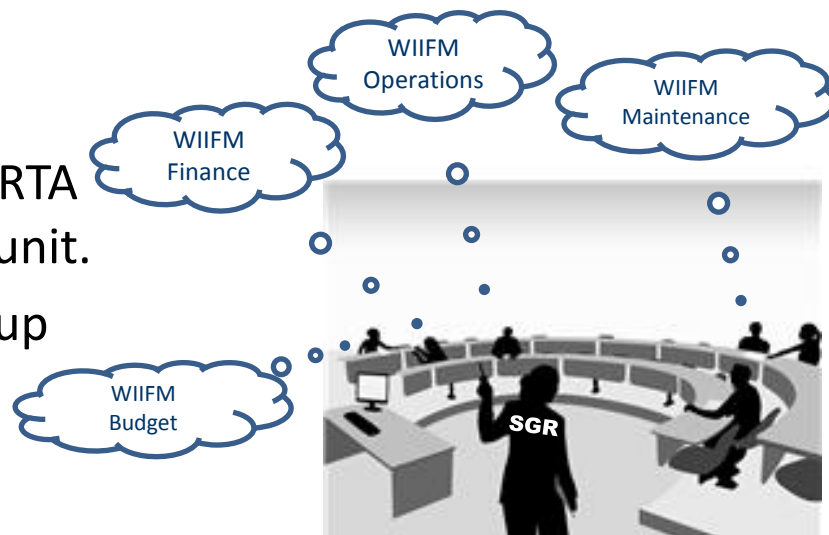 WIIFM
Operations
WIIFM
Maintenance
WIIFM
Finance
RTA
unit.
up
WIIFM
Budget
SGR